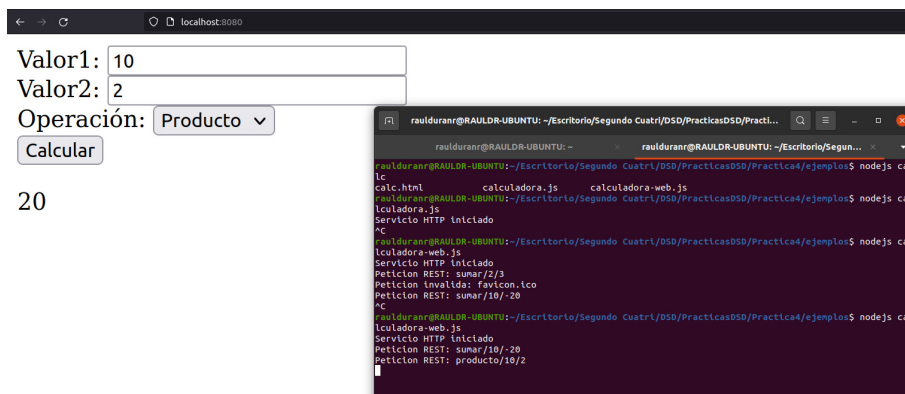 localhost:8080
Valor1: 10
Valor2: 2
Operación: Producto
Calcular
20
raulduranr@RAULDR-UBUNTU: ~/Escritorio/Segundo Cuatri/DSD/PracticasDSD/Practi...
raulduranr@RAULDR-UBUNTU: ~
raulduranr@RAULDR-UBUNTU: ~/Escritorio/Segun...
raulduranr@RAULDR-UBUNTU:~/Escritorio/Segundo Cuatri/DSD/PracticasDSD/Practica4/ejemplos$ nodejs ca
lc
calc.html calculadora.js calculadora-web.js
raulduranr@RAULDR-UBUNTU:~/Escritorio/Segundo Cuatri/DSD/PracticasDSD/Practica4/ejemplos$ nodejs ca
lculadora.js
Servicio HTTP iniciado
^C
raulduranr@RAULDR-UBUNTU:~/Escritorio/Segundo Cuatri/DSD/PracticasDSD/Practica4/ejemplos$ nodejs ca
lculadora-web.js
Servicio HTTP iniciado
Peticion REST: sumar/2/3
Peticion invalida: favicon.ico
Peticion REST: sumar/10/-20
^C
raulduranr@RAULDR-UBUNTU:~/Escritorio/Segundo Cuatri/DSD/PracticasDSD/Practica4/ejemplos$ nodejs ca
lculadora-web.js
Servicio HTTP iniciado
Peticion REST: sumar/10/-20
Peticion REST: producto/10/2